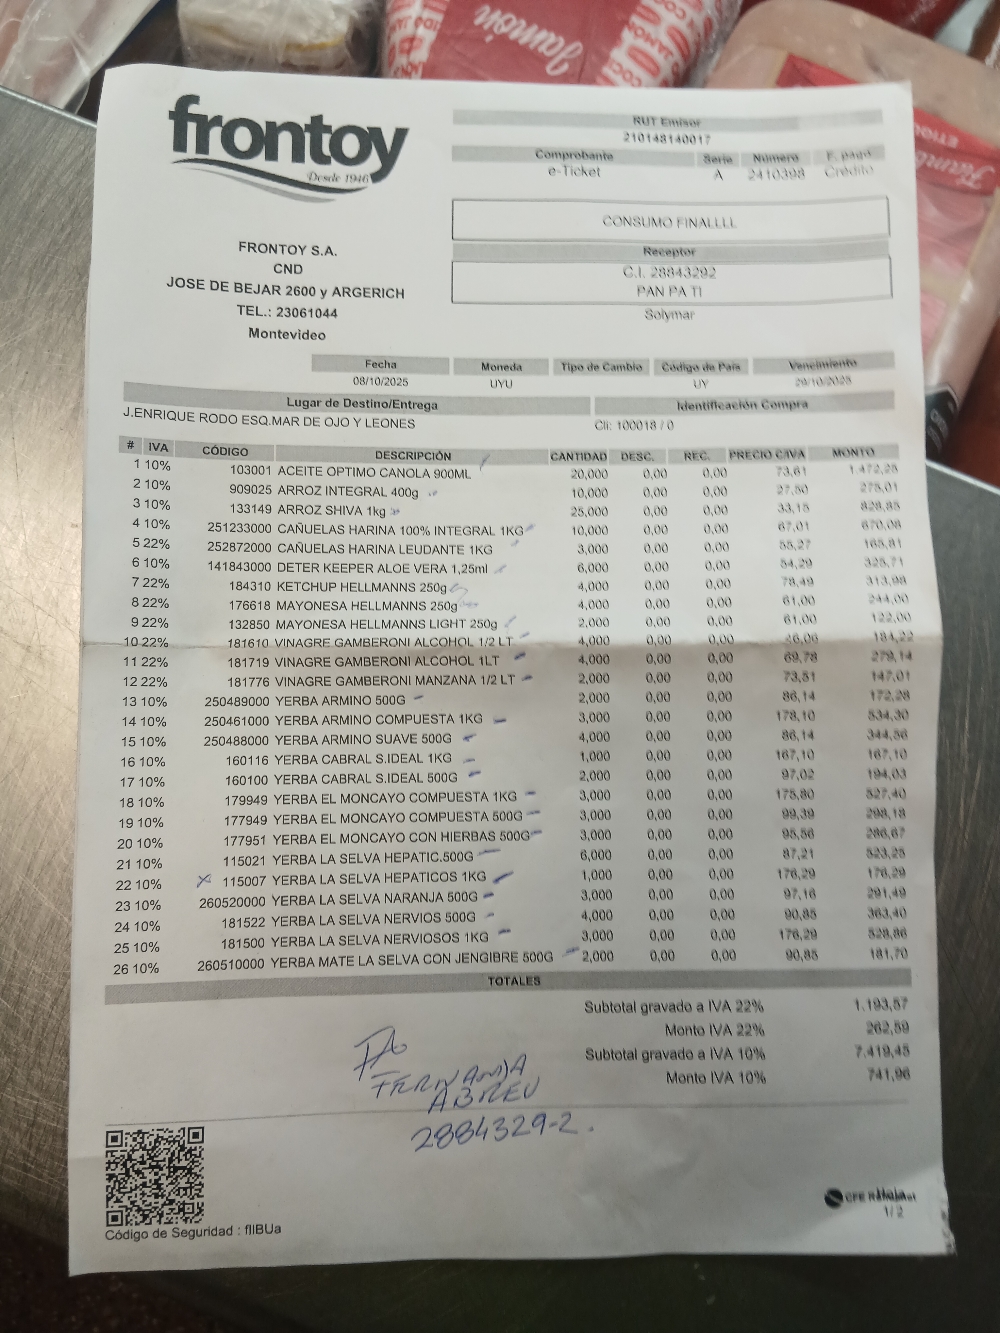 frontoy
Desde 1946
RUT Emisor
210148140017
Comprobante Serie Número F. pago
e-Ticket A 2410398 Crédito
CONSUMO FINALLLL
Receptor
C.I. 28843292
PAN PA TI
Solymar
FRONTOY S.A.
CND
JOSE DE BEJAR 2600 y ARGERICH
TEL.: 23061044
Montevideo
Fecha Moneda Tipo de Cambio Código de País Vencimiento
08/10/2025 UYU UY 29/10/2025
Lugar de Destino/Entrega Identificación Compra
J.ENRIQUE RODO ESQ.MAR DE OJO Y LEONES Cli: 100018 / 0
# IVA CÓDIGO DESCRIPCIÓN CANTIDAD DESC. REC. PRECIO C/IVA MONTO
1 10% 103001 ACEITE OPTIMO CANOLA 900ML 20,000 0,00 0,00 73,61 1.472,25
2 10% 909025 ARROZ INTEGRAL 400g 10,000 0,00 0,00 27,50 275,01
3 10% 133149 ARROZ SHIVA 1kg 25,000 0,00 0,00 33,15 828,85
4 10% 251233000 CAÑUELAS HARINA 100% INTEGRAL 1KG 10,000 0,00 0,00 67,01 670,08
5 22% 252872000 CAÑUELAS HARINA LEUDANTE 1KG 3,000 0,00 0,00 55,27 165,81
6 10% 141843000 DETER KEEPER ALOE VERA 1,25ml 6,000 0,00 0,00 54,29 325,71
7 22% 184310 KETCHUP HELLMANNS 250g 4,000 0,00 0,00 78,49 313,98
8 22% 176618 MAYONESA HELLMANNS 250g 4,000 0,00 0,00 61,00 244,00
9 22% 132850 MAYONESA HELLMANNS LIGHT 250g 2,000 0,00 0,00 61,00 122,00
10 22% 181610 VINAGRE GAMBERONI ALCOHOL 1/2 LT 4,000 0,00 0,00 46,06 184,22
11 22% 181719 VINAGRE GAMBERONI ALCOHOL 1LT 4,000 0,00 0,00 69,78 279,14
12 22% 181776 VINAGRE GAMBERONI MANZANA 1/2 LT 2,000 0,00 0,00 73,51 147,01
13 10% 250489000 YERBA ARMINO 500G 2,000 0,00 0,00 86,14 172,28
14 10% 250461000 YERBA ARMINO COMPUESTA 1KG 3,000 0,00 0,00 178,10 534,30
15 10% 250488000 YERBA ARMINO SUAVE 500G 4,000 0,00 0,00 86,14 344,56
16 10% 160116 YERBA CABRAL S.IDEAL 1KG 1,000 0,00 0,00 167,10 167,10
17 10% 160100 YERBA CABRAL S.IDEAL 500G 2,000 0,00 0,00 97,02 194,03
18 10% 179949 YERBA EL MONCAYO COMPUESTA 1KG 3,000 0,00 0,00 175,80 527,40
19 10% 177949 YERBA EL MONCAYO COMPUESTA 500G 3,000 0,00 0,00 99,39 298,18
20 10% 177951 YERBA EL MONCAYO CON HIERBAS 500G 3,000 0,00 0,00 95,56 286,67
21 10% 115021 YERBA LA SELVA HEPATIC.500G 6,000 0,00 0,00 87,21 523,25
22 10% 115007 YERBA LA SELVA HEPATICOS 1KG 1,000 0,00 0,00 176,29 176,29
23 10% 260520000 YERBA LA SELVA NARANJA 500G 3,000 0,00 0,00 97,16 291,49
24 10% 181522 YERBA LA SELVA NERVIOS 500G 4,000 0,00 0,00 90,85 363,40
25 10% 181500 YERBA LA SELVA NERVIOSOS 1KG 3,000 0,00 0,00 176,29 528,86
26 10% 260510000 YERBA MATE LA SELVA CON JENGIBRE 500G 2,000 0,00 0,00 90,85 181,70
TOTALES
Subtotal gravado a IVA 22% 1.193,57
Monto IVA 22% 262,59
Subtotal gravado a IVA 10% 7.419,45
Monto IVA 10% 741,96
FERNANDA
ABREU
2884329-2.
Código de Seguridad : fIIBUa
CFE
Hoja
1/ 2
Jamón